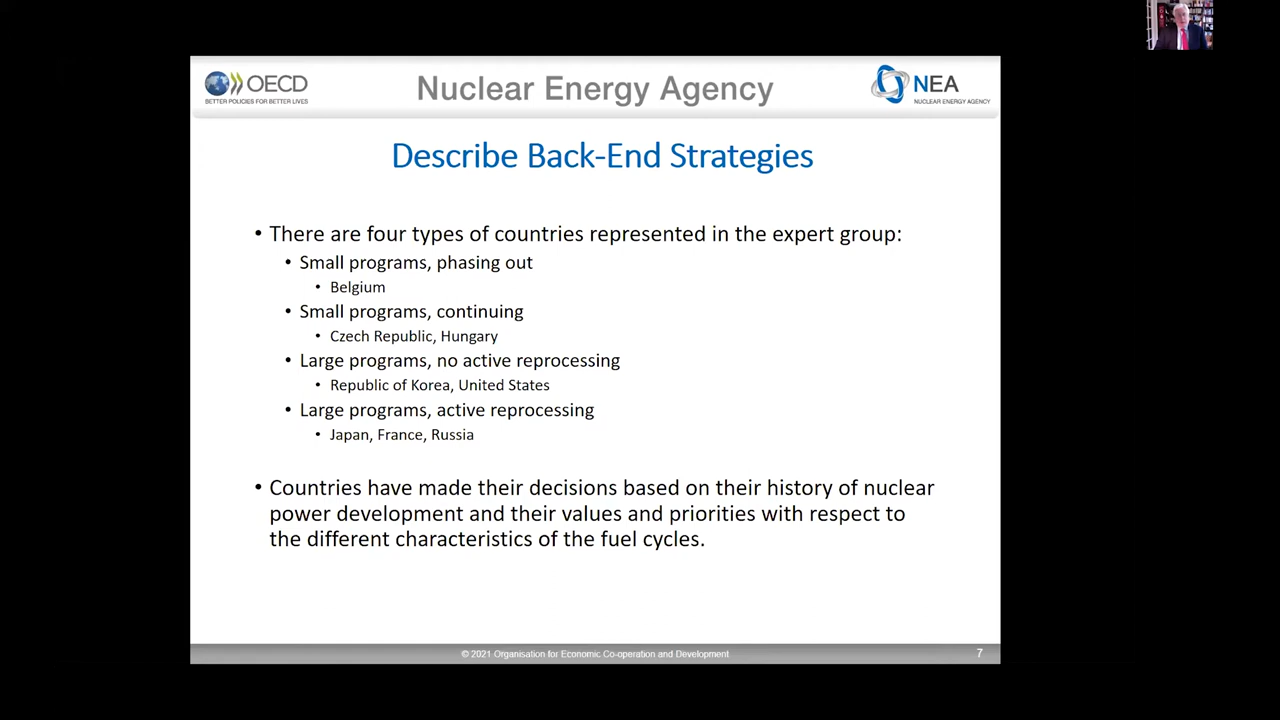 OECD
BETTER POLICIES FOR BETTER LIVES
Nuclear Energy Agency
NEA
NUCLEAR ENERGY AGENCY
Describe Back-End Strategies
• There are four types of countries represented in the expert group:
• Small programs, phasing out
• Belgium
• Small programs, continuing
• Czech Republic, Hungary
• Large programs, no active reprocessing
• Republic of Korea, United States
• Large programs, active reprocessing
• Japan, France, Russia
• Countries have made their decisions based on their history of nuclear
power development and their values and priorities with respect to
the different characteristics of the fuel cycles.
© 2021 Organisation for Economic Co-operation and Development
7